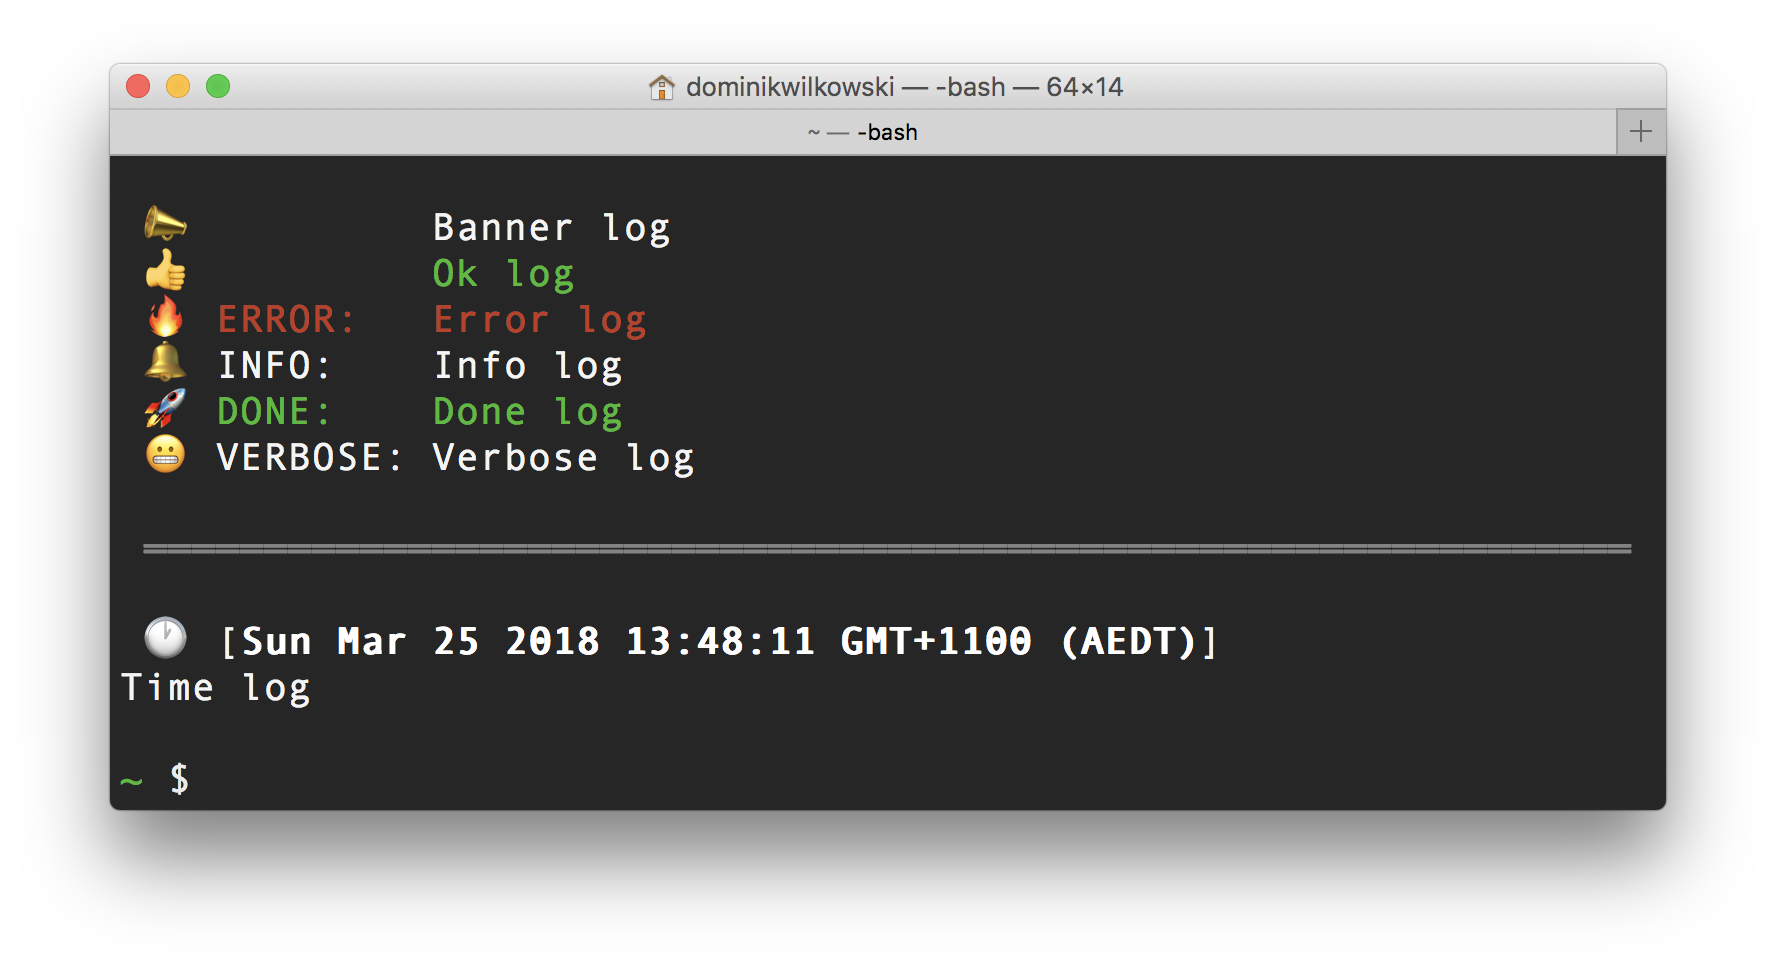 dominikwilkowski — -bash — 64×14
~ — -bash
📣 Banner log
👍 Ok log
🔥 ERROR: Error log
🔔 INFO: Info log
🚀 DONE: Done log
😬 VERBOSE: Verbose log
🕐 [Sun Mar 25 2018 13:48:11 GMT+1100 (AEDT)]
Time log
~ $